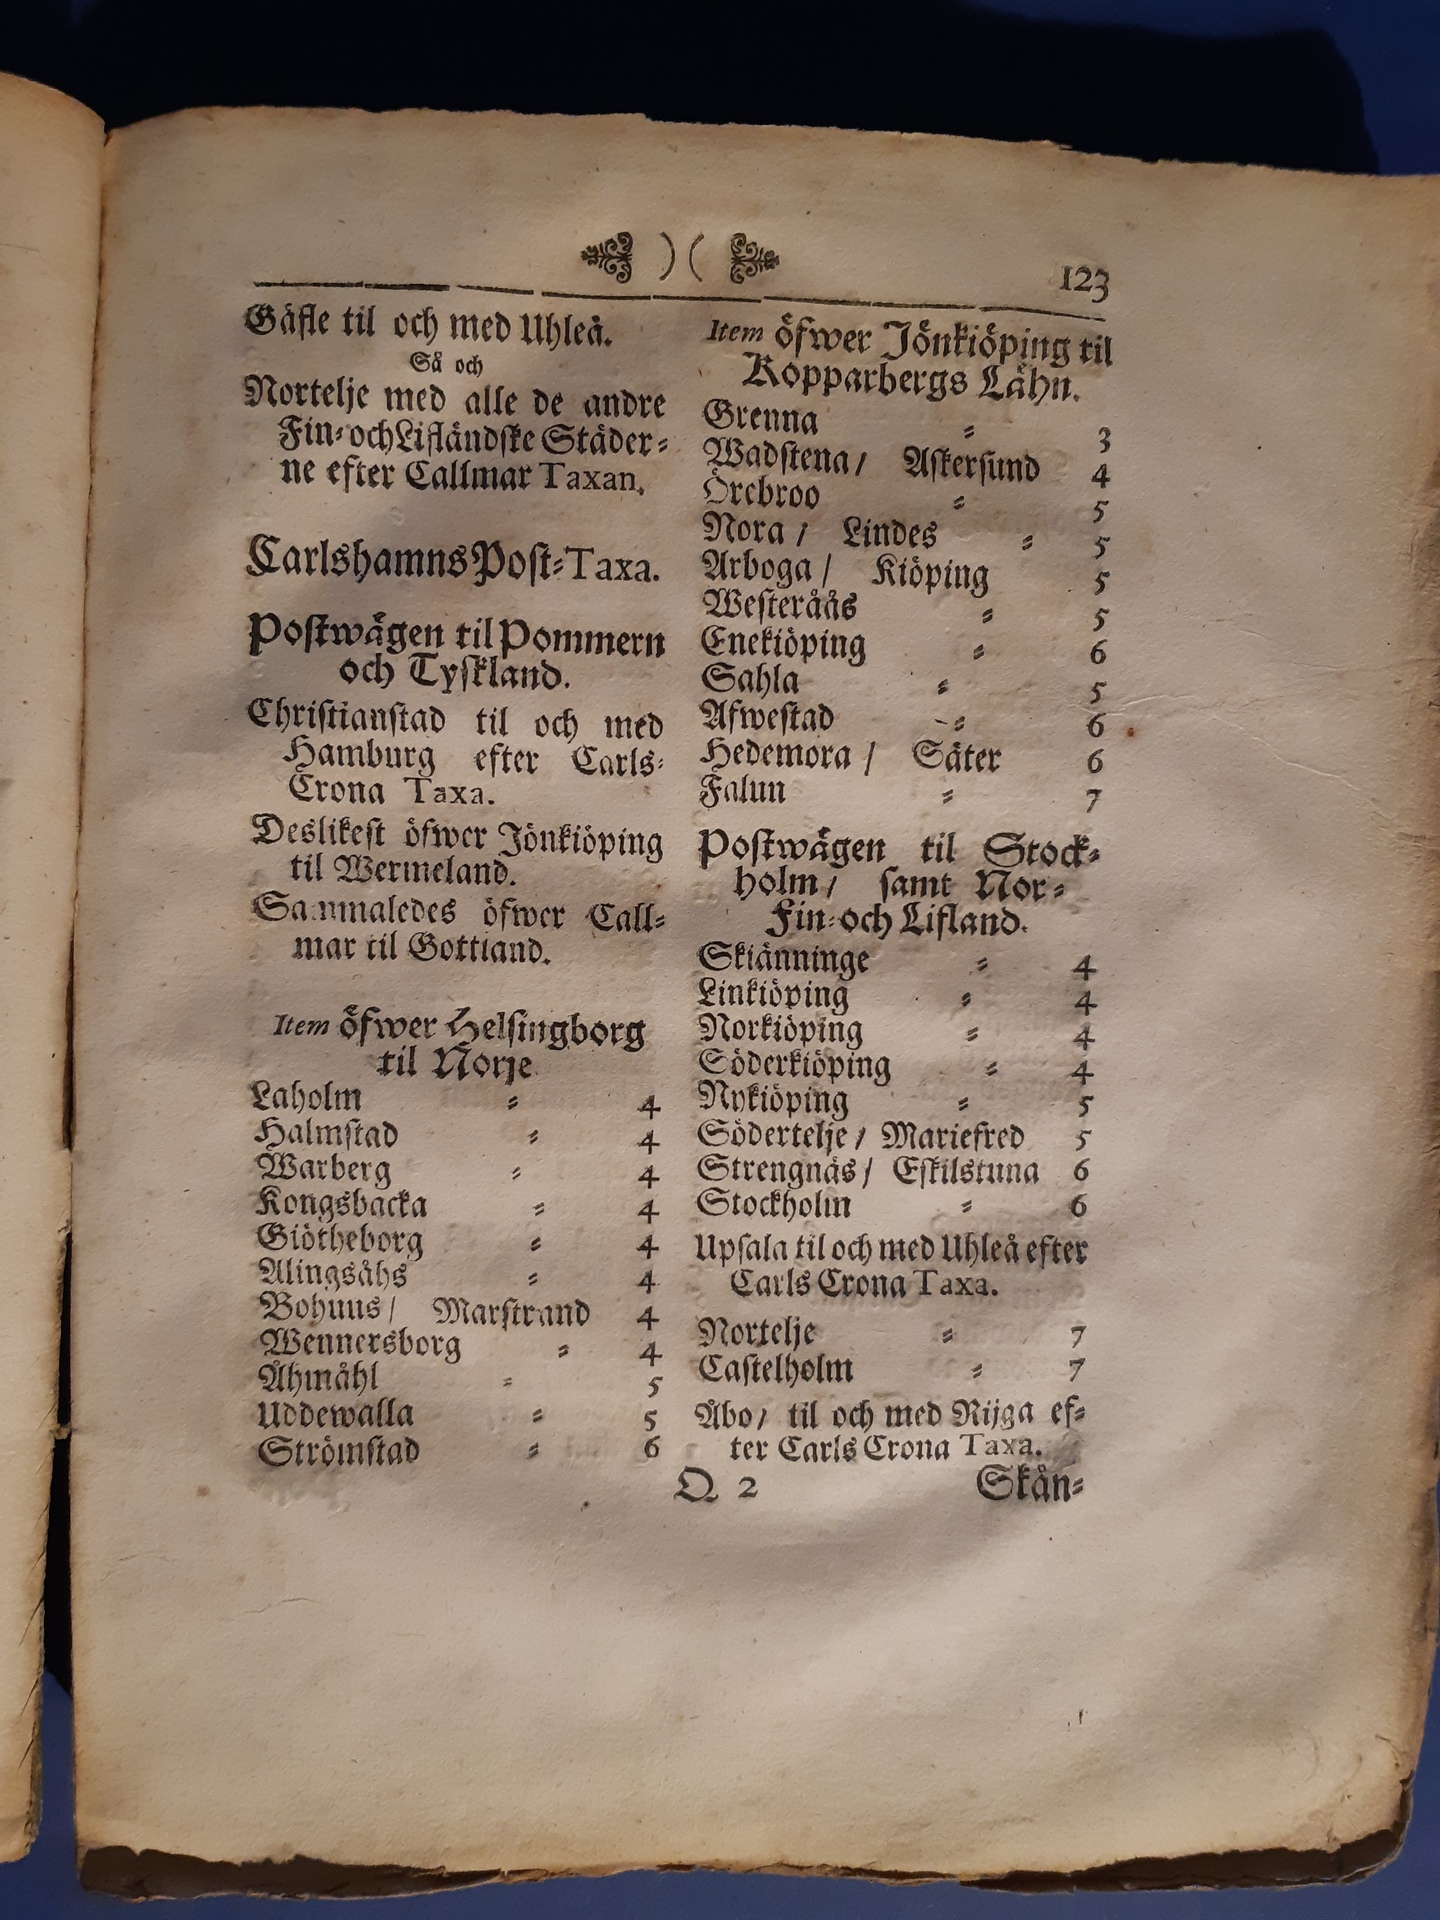 )( 123
Gäfle til och med Uhleå.
Så och
Nortelje med alle de andre
Fin- och Lifländske Städer-
ne efter Callmar Taxan.
Carlshamns Post-Taxa.
Postwägen til Pommern
och Tyskland.
Christianstad til och med
Hamburg efter Carls-
Crona Taxa.
Deslikest öfwer Jönkiöping
til Wermeland.
Sammaledes öfwer Call-
mar til Gottland.
Item öfwer Helsingborg
til Norje
Laholm - 4
Halmstad - 4
Warberg - 4
Kongsbacka - 4
Giötheborg - 4
Alingsåhs - 4
Bohuus / Marstrand 4
Wennersborg - 4
Åhmåhl - 5
Uddewalla - 5
Strömstad - 6
Item öfwer Jönkiöping til
Kopparbergs Lähn.
Grenna - 3
Wadstena / Askersund 4
Örebroo - 5
Nora / Lindes - 5
Arboga / Kiöping 5
Westeråås - 5
Enekiöping - 6
Sahla - 5
Afwestad - 6
Hedemora / Säter 6
Falun - 7
Postwägen til Stock-
holm / samt Nor-
Fin- och Lifland.
Skiänninge - 4
Linkiöping - 4
Norkiöping - 4
Söderkiöping - 4
Nykiöping - 5
Södertelje / Mariefred 5
Strengnäs / Eskilstuna 6
Stockholm - 6
Upsala til och med Uhleå efter
Carls Crona Taxa.
Nortelje - 7
Castelholm - 7
Åbo / til och med Rijga ef-
ter Carls Crona Taxa.
Q 2 Skån-